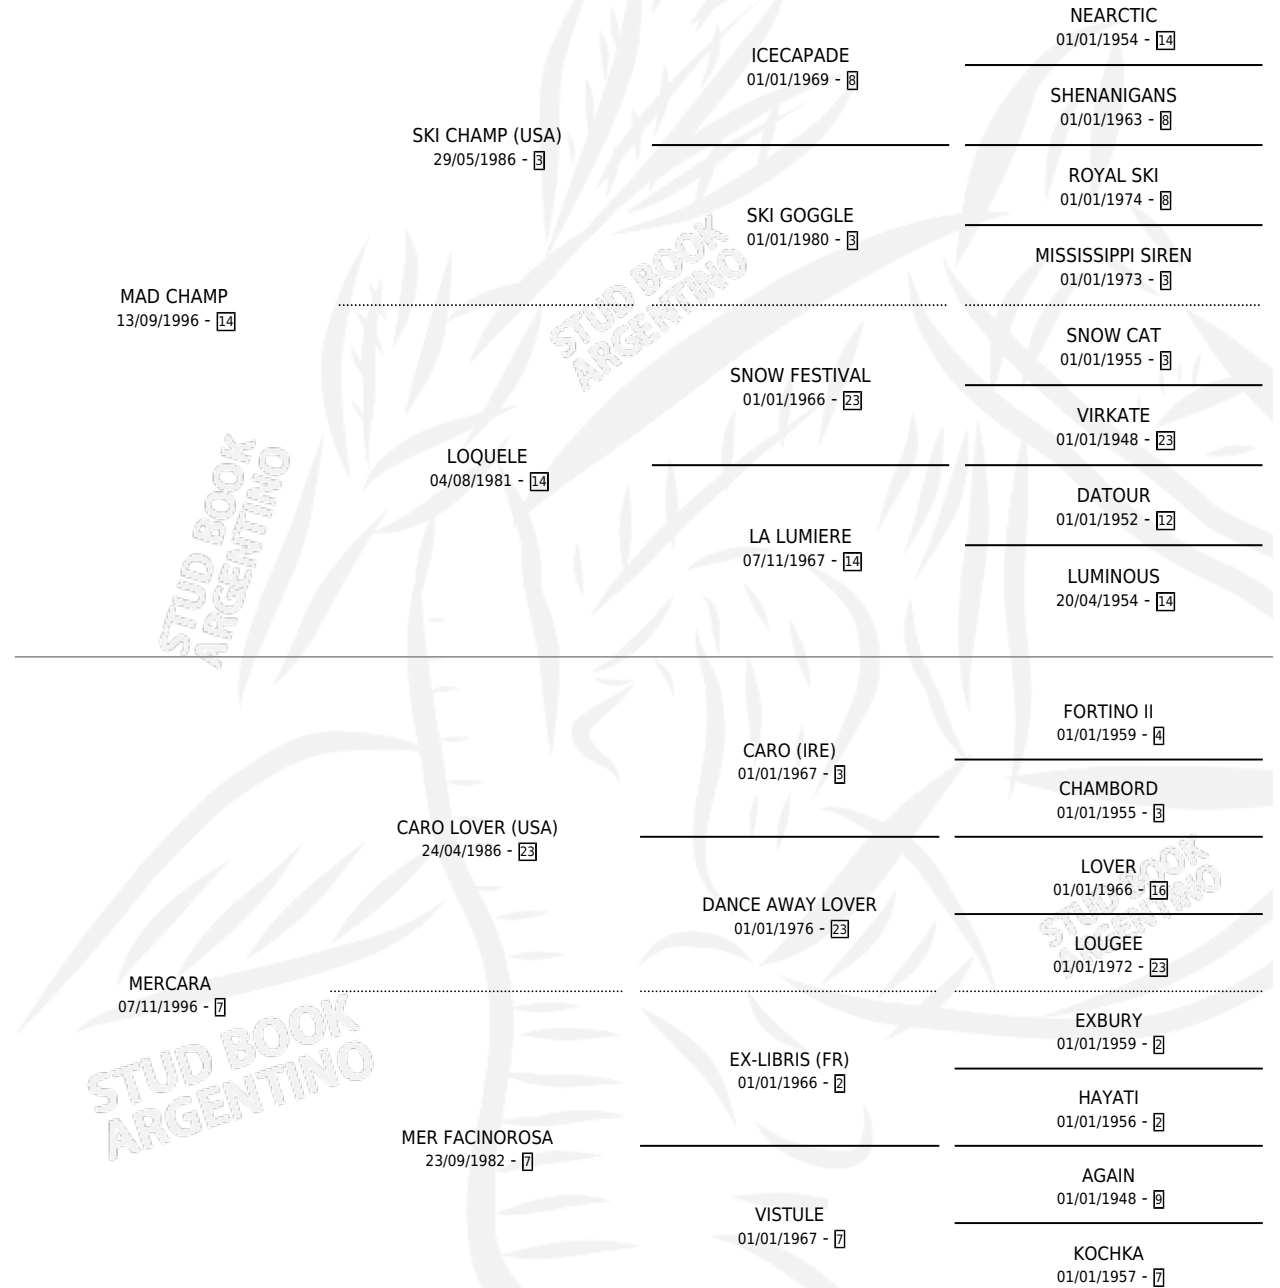 NEARCTIC
01/01/1954 - 14
ICECAPADE
01/01/1969 - 8
SHENANIGANS
01/01/1963 - 8
SKI CHAMP (USA)
29/05/1986 - 3
ROYAL SKI
01/01/1974 - 8
SKI GOGGLE
01/01/1980 - 3
MISSISSIPPI SIREN
01/01/1973 - 3
MAD CHAMP
13/09/1996 - 14
SNOW CAT
01/01/1955 - 3
SNOW FESTIVAL
01/01/1966 - 23
VIRKATE
01/01/1948 - 23
LOQUELE
04/08/1981 - 14
DATOUR
01/01/1952 - 12
LA LUMIERE
07/11/1967 - 14
LUMINOUS
20/04/1954 - 14
FORTINO II
01/01/1959 - 4
CARO (IRE)
01/01/1967 - 3
CHAMBORD
01/01/1955 - 3
CARO LOVER (USA)
24/04/1986 - 23
LOVER
01/01/1966 - 16
DANCE AWAY LOVER
01/01/1976 - 23
LOUGEE
01/01/1972 - 23
MERCARA
07/11/1996 - 7
EXBURY
01/01/1959 - 2
EX-LIBRIS (FR)
01/01/1966 - 2
HAYATI
01/01/1956 - 2
MER FACINOROSA
23/09/1982 - 7
AGAIN
01/01/1948 - 9
VISTULE
01/01/1967 - 7
KOCHKA
01/01/1957 - 7
STUD BOOK
ARGENTINO
STUD BOOK
ARGENTINO
STUD BOOK
ARGENTINO
STUD BOOK
ARGENTINO